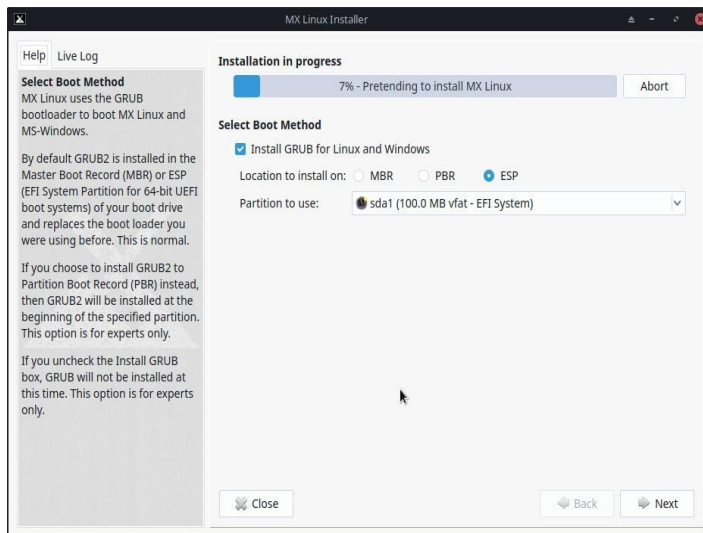 MX Linux Installer
Help
Live Log
Select Boot Method
MX Linux uses the GRUB
bootloader to boot MX Linux and
MS-Windows.
By default GRUB2 is installed in the
Master Boot Record (MBR) or ESP
(EFI System Partition for 64-bit UEFI
boot systems) of your boot drive
and replaces the boot loader you
were using before. This is normal.
If you choose to install GRUB2 to
Partition Boot Record (PBR) instead,
then GRUB2 will be installed at the
beginning of the specified partition.
This option is for experts only.
If you uncheck the Install GRUB
box, GRUB will not be installed at
this time. This option is for experts
only.
Installation in progress
7% - Pretending to install MX Linux
Abort
Select Boot Method
Install GRUB for Linux and Windows
Location to install on: MBR PBR ESP
Partition to use: sda1 (100.0 MB vfat - EFI System)
Close
Back
Next